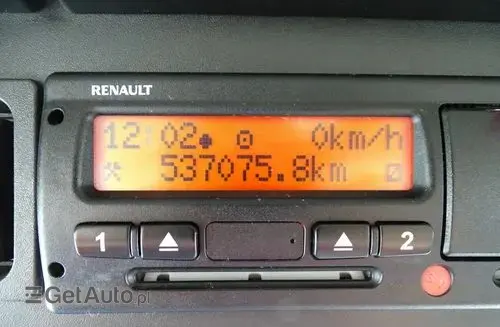 RENAULT
12:02 0km/h
537075.8km
1 2
GetAuto.pl